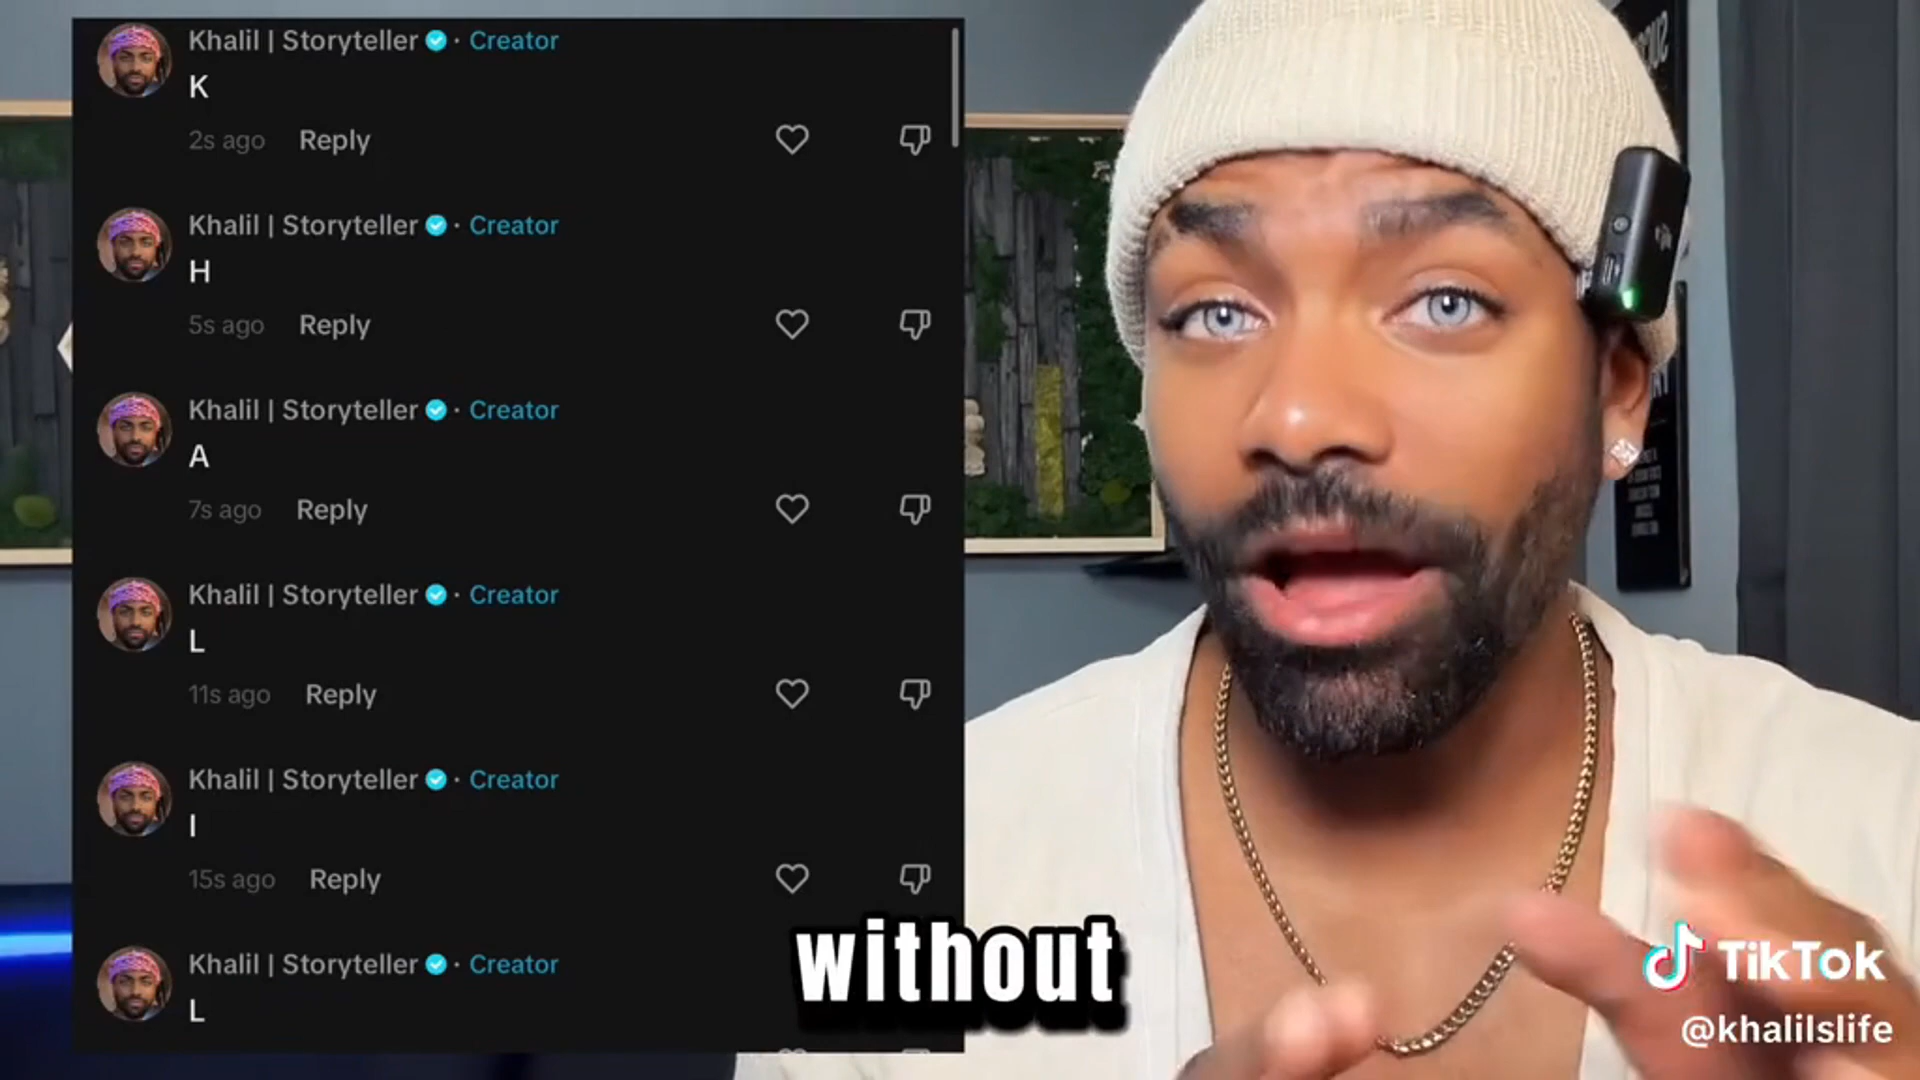 Khalil | Storyteller · Creator
K
2s ago Reply
Khalil | Storyteller · Creator
H
5s ago Reply
Khalil | Storyteller · Creator
A
7s ago Reply
Khalil | Storyteller · Creator
L
11s ago Reply
Khalil | Storyteller · Creator
I
15s ago Reply
Khalil | Storyteller · Creator
L
without
TikTok
@khalilslife